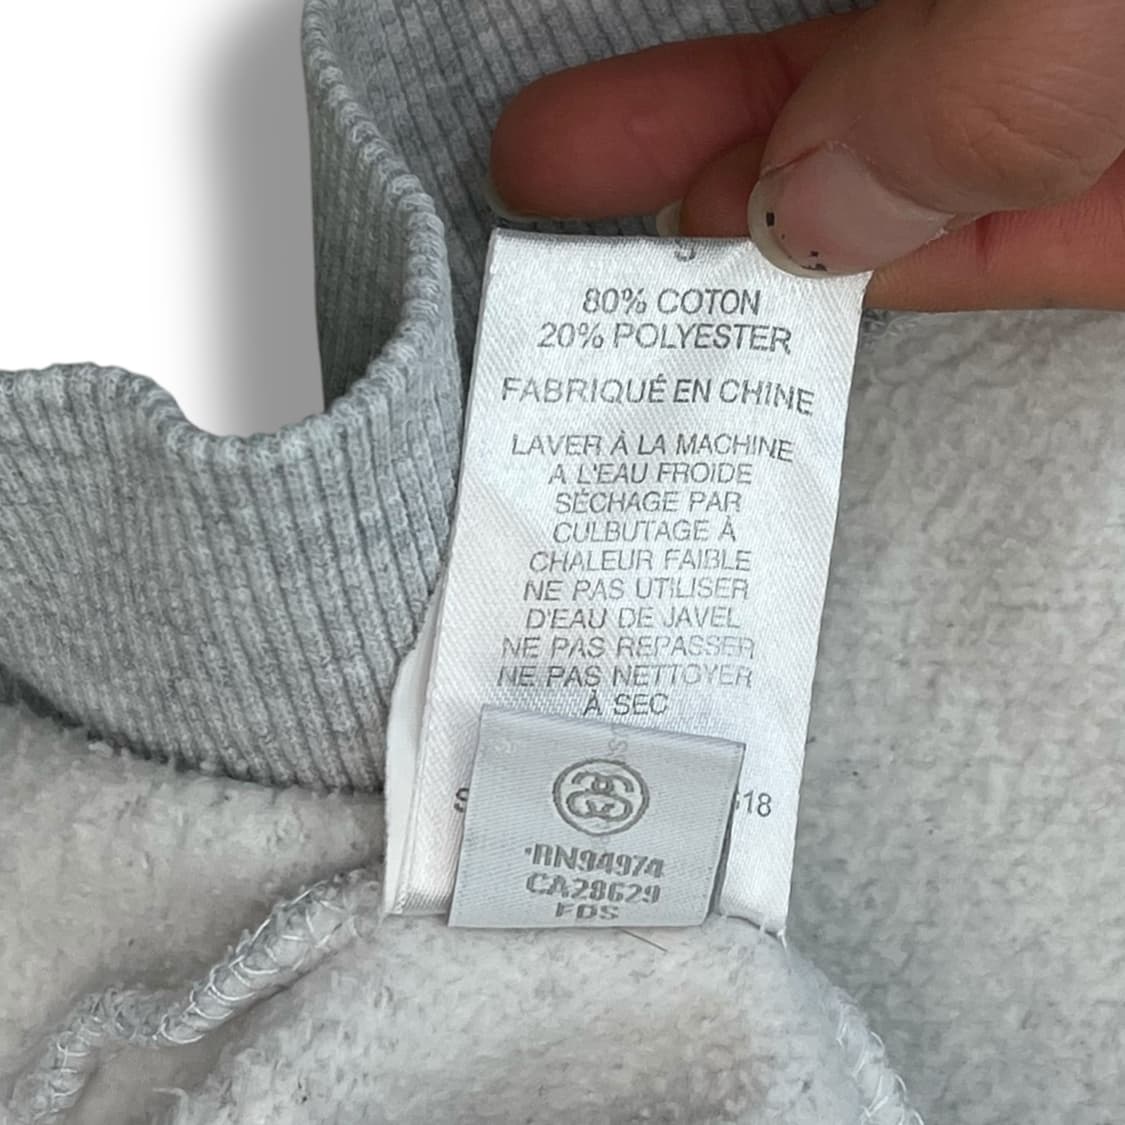 80% COTON
20% POLYESTER
FABRIQUÉ EN CHINE
LAVER À LA MACHINE
A L'EAU FROIDE
SÉCHAGE PAR
CULBUTAGE À
CHALEUR FAIBLE
NE PAS UTILISER
D'EAU DE JAVEL
NE PAS REPASSER
NE PAS NETTOYER
À SEC
18
RN94974
CA28629
FDS